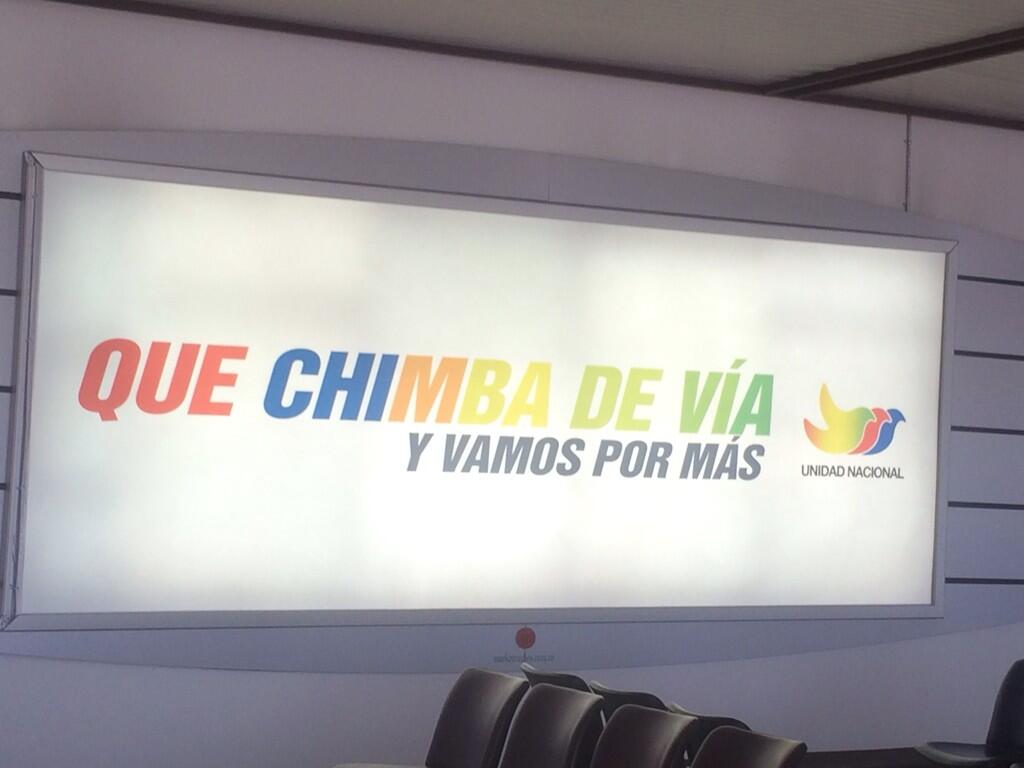 QUE CHIMBA DE VÍA
Y VAMOS POR MÁS
UNIDAD NACIONAL